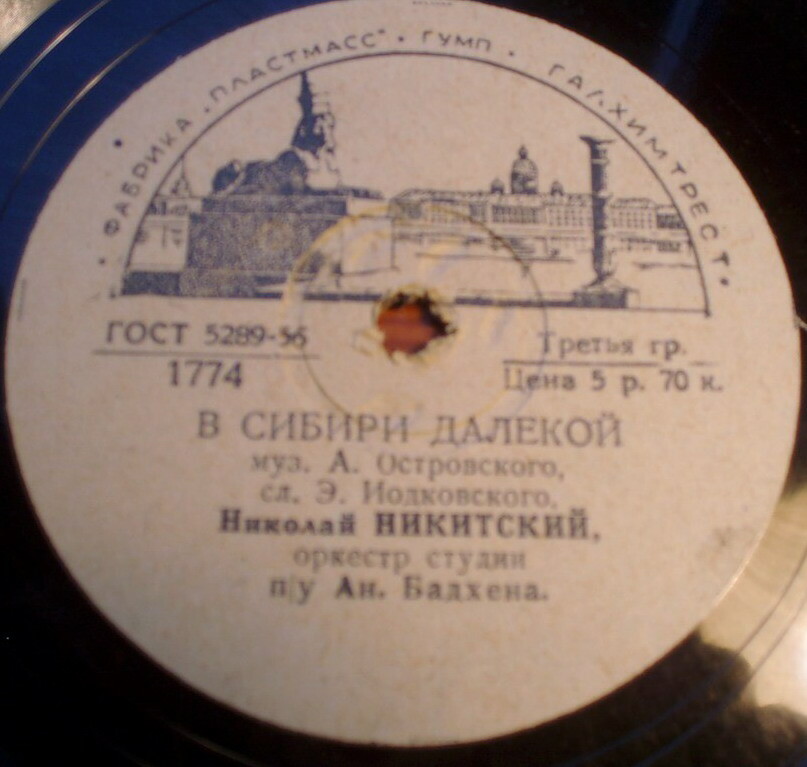 ФАБРИКА „ПЛАСТМАСС" • ГУМП • ГАЛ.ХИМТРЕСТ
ГОСТ 5289-56
1774
Третья гр.
Цена 5 р. 70 к.
В СИБИРИ ДАЛЕКОЙ
муз. А. Островского,
сл. Э. Иодковского.
Николай НИКИТСКИЙ,
оркестр студии
п/у Ан. Бадхена.